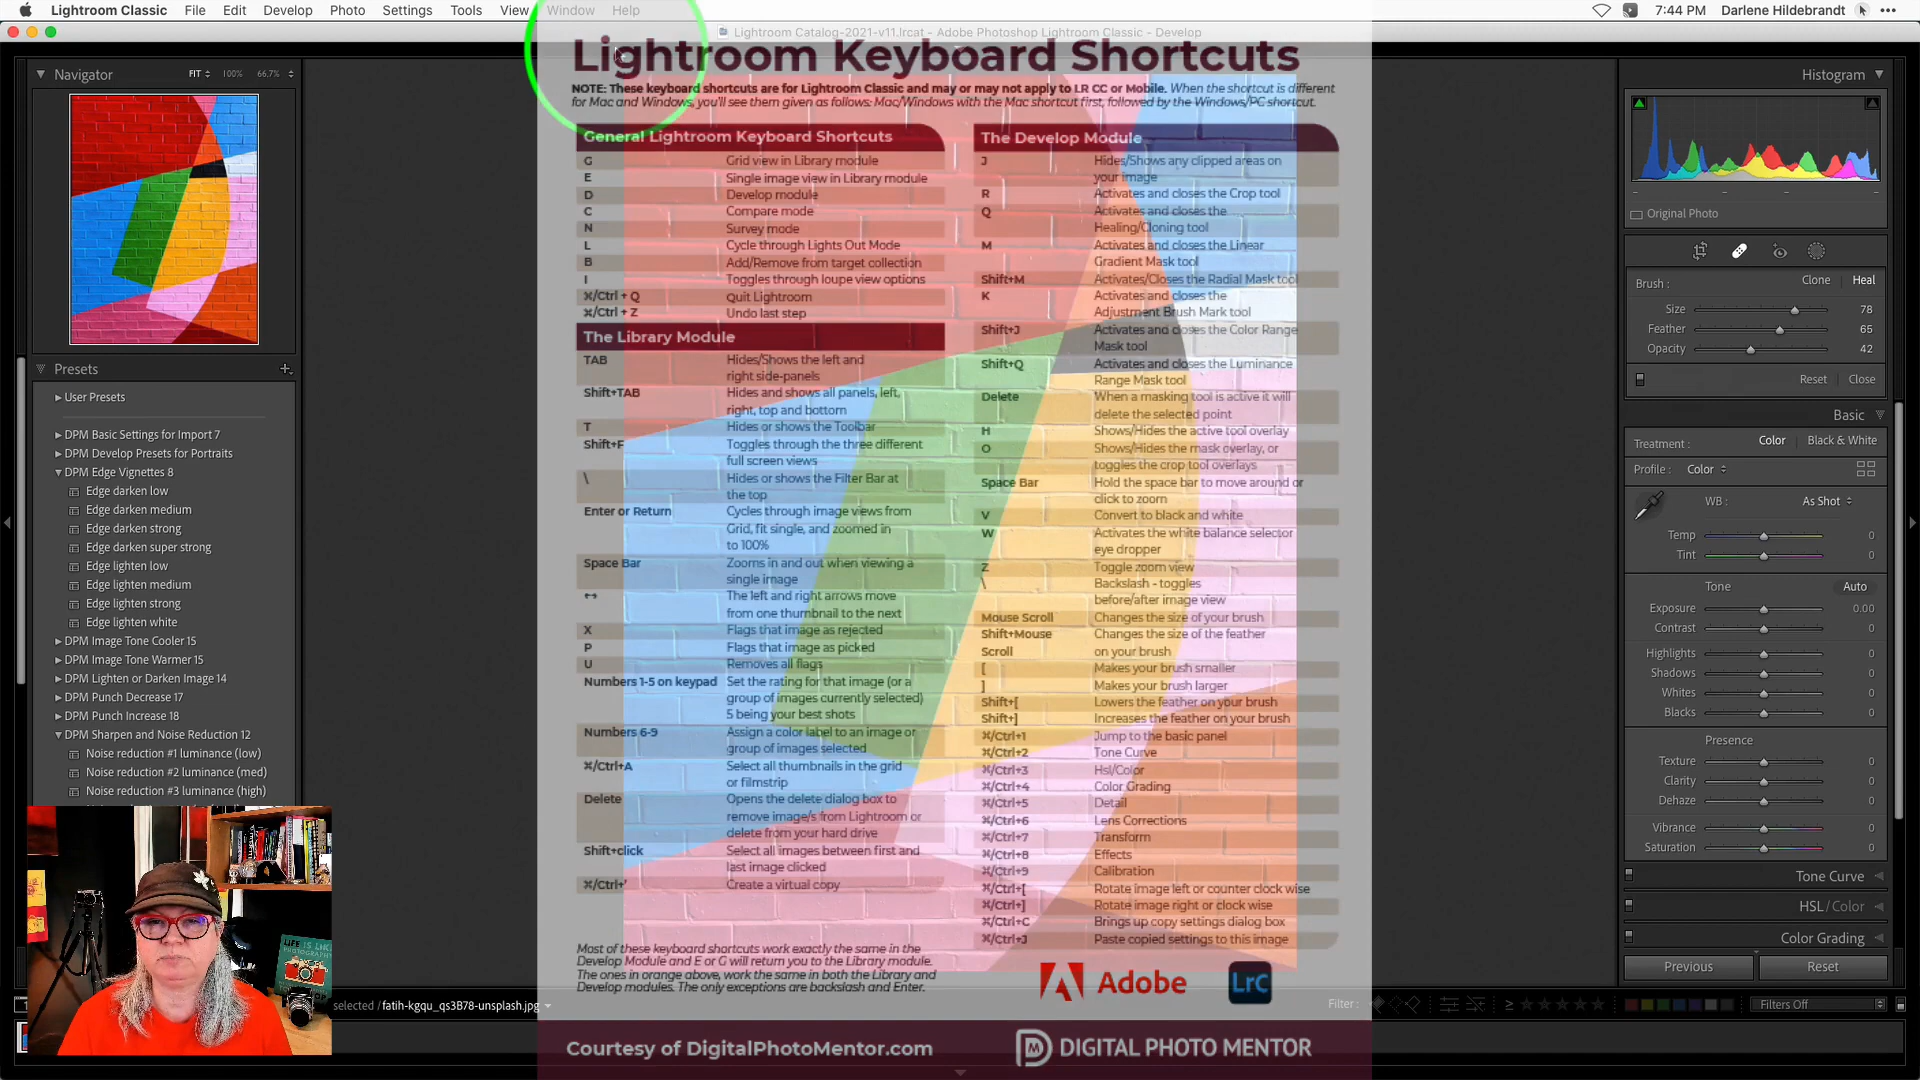 Lightroom Classic File Edit Develop Photo Settings Tools View Window Help
7:44 PM Darlene Hildebrandt
Lightroom Catalog-2021-v11.lrcat - Adobe Photoshop Lightroom Classic - Develop
Navigator FIT 100% 66.7%
Presets
User Presets
DPM Basic Settings for Import 7
DPM Develop Presets for Portraits
DPM Edge Vignettes 8
Edge darken low
Edge darken medium
Edge darken strong
Edge darken super strong
Edge lighten low
Edge lighten medium
Edge lighten strong
Edge lighten white
DPM Image Tone Cooler 15
DPM Image Tone Warmer 15
DPM Lighten or Darken Image 14
DPM Punch Decrease 17
DPM Punch Increase 18
DPM Sharpen and Noise Reduction 12
Noise reduction #1 luminance (low)
Noise reduction #2 luminance (med)
Noise reduction #3 luminance (high)
Lightroom Keyboard Shortcuts
NOTE: These keyboard shortcuts are for Lightroom Classic and may or may not apply to LR CC or Mobile. When the shortcut is different
for Mac and Windows, you'll see them given as follows: Mac/Windows with the Mac shortcut first, followed by the Windows/PC shortcut.
General Lightroom Keyboard Shortcuts
G Grid view in Library module
E Single image view in Library module
D Develop module
C Compare mode
N Survey mode
L Cycle through Lights Out Mode
B Add/Remove from target collection
I Toggles through loupe view options
⌘/Ctrl + Q Quit Lightroom
⌘/Ctrl + Z Undo last step
The Library Module
TAB Hides/Shows the left and
right side-panels
Shift+TAB Hides and shows all panels, left,
right, top and bottom
T Hides or shows the Toolbar
Shift+F Toggles through the three different
full screen views
\ Hides or shows the Filter Bar at
the top
Enter or Return Cycles through image views from
Grid, fit single, and zoomed in
to 100%
Space Bar Zooms in and out when viewing a
single image
↔ The left and right arrows move
from one thumbnail to the next
X Flags that image as rejected
P Flags that image as picked
U Removes all flags
Numbers 1-5 on keypad Set the rating for that image (or a
group of images currently selected)
5 being your best shots
Numbers 6-9 Assign a color label to an image or
group of images selected
⌘/Ctrl+A Select all thumbnails in the grid
or filmstrip
Delete Opens the delete dialog box to
remove image/s from Lightroom or
delete from your hard drive
Shift+click Select all images between first and
last image clicked
⌘/Ctrl+' Create a virtual copy
Most of these keyboard shortcuts work exactly the same in the
Develop Module and E or G will return you to the Library module.
The ones in orange above, work the same in both the Library and
Develop modules. The only exceptions are backslash and Enter.
The Develop Module
J Hides/Shows any clipped areas on
your image
R Activates and closes the Crop tool
Q Activates and closes the
Healing/Cloning tool
M Activates and closes the Linear
Gradient Mask tool
Shift+M Activates/Closes the Radial Mask tool
K Activates and closes the
Adjustment Brush Mark tool
Shift+J Activates and closes the Color Range
Mask tool
Shift+Q Activates and closes the Luminance
Range Mask tool
Delete When a masking tool is active it will
delete the selected point
H Shows/Hides the active tool overlay
O Shows/Hides the mask overlay, or
toggles the crop tool overlays
Space Bar Hold the space bar to move around or
click to zoom
V Convert to black and white
W Activates the white balance selector
eye dropper
Z Toggle zoom view
\ Backslash - toggles
before/after image view
Mouse Scroll Changes the size of your brush
Shift+Mouse Changes the size of the feather
Scroll on your brush
[ Makes your brush smaller
] Makes your brush larger
Shift+[ Lowers the feather on your brush
Shift+] Increases the feather on your brush
⌘/Ctrl+1 Jump to the basic panel
⌘/Ctrl+2 Tone Curve
⌘/Ctrl+3 Hsl/Color
⌘/Ctrl+4 Color Grading
⌘/Ctrl+5 Detail
⌘/Ctrl+6 Lens Corrections
⌘/Ctrl+7 Transform
⌘/Ctrl+8 Effects
⌘/Ctrl+9 Calibration
⌘/Ctrl+[ Rotate image left or counter clock wise
⌘/Ctrl+] Rotate image right or clock wise
⌘/Ctrl+C Brings up copy settings dialog box
⌘/Ctrl+J Paste copied settings to this image
Adobe LrC
Courtesy of DigitalPhotoMentor.com
DIGITAL PHOTO MENTOR
Histogram
Original Photo
Brush : Clone Heal
Size 78
Feather 65
Opacity 42
Reset Close
Basic
Treatment : Color Black & White
Profile : Color
WB : As Shot
Temp 0
Tint 0
Tone Auto
Exposure 0.00
Contrast 0
Highlights 0
Shadows 0
Whites 0
Blacks 0
Presence
Texture 0
Clarity 0
Dehaze 0
Vibrance 0
Saturation 0
Tone Curve
HSL / Color
Color Grading
Previous Reset
selected / fatih-kgqu_qs3B78-unsplash.jpg
Filter : Filters Off
LIFE IS LIKE
PHOTOGRAPHY